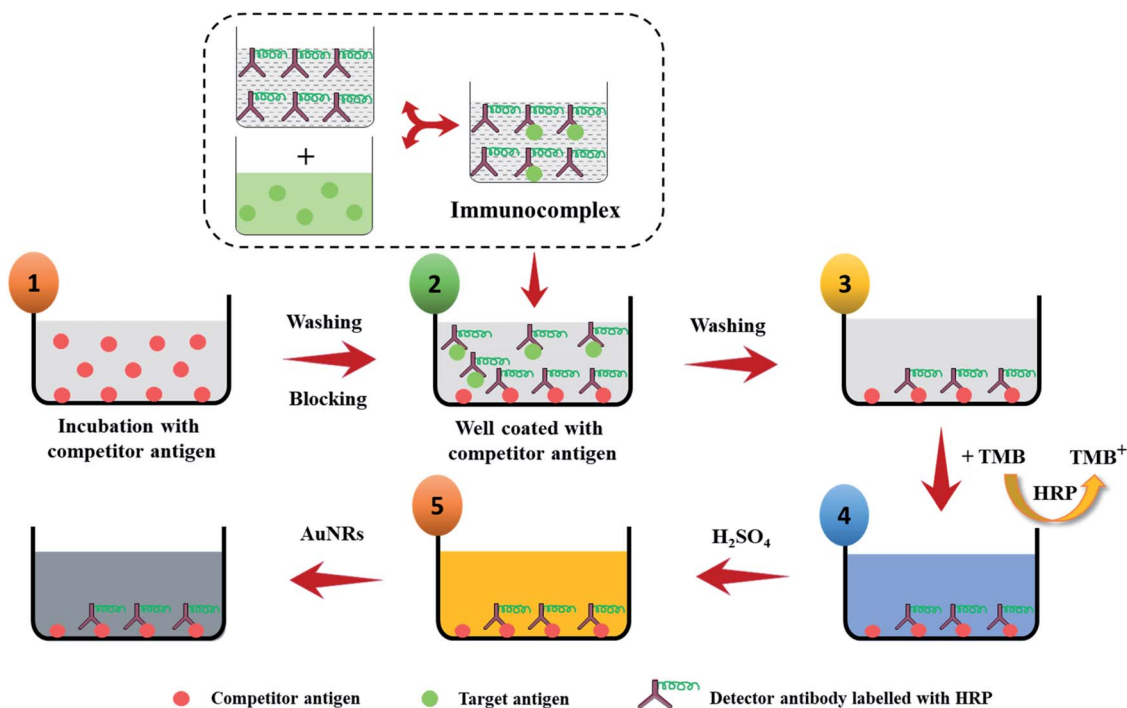 +
Immunocomplex
1
2
3
Washing
Blocking
Washing
Incubation with
competitor antigen
Well coated with
competitor antigen
+ TMB
TMB+
HRP
4
5
AuNRs
H₂SO₄
Competitor antigen
Target antigen
Detector antibody labelled with HRP